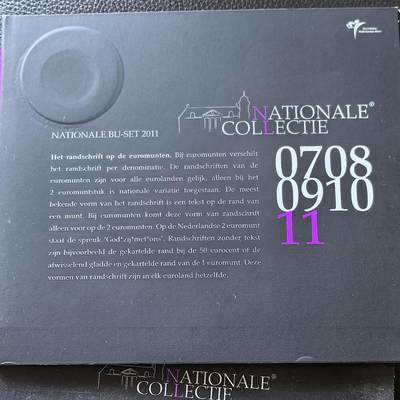 NATIONALE BU-SET 2011
NATIONALE®
COLLECTIE
Het randschrift op de euromunten. Bij euromunten verschilt
het randschrift per denominatie. De randschriften van de
euromunten zijn voor alle eurolanden gelijk, alleen bij het
2 euromuntstuk is nationale variatie toegestaan. De meest
bekende vorm van het randschrift is een tekst op de rand van
een munt. Bij euromunten komt deze vorm van randschrift
alleen voor op de 2 euromunten. Op de Nederlandse 2 euromunt
staat de spreuk 'God*zij*met*ons'. Randschriften zonder tekst
zijn bijvoorbeeld de gekartelde rand bij de 50 eurocent of de
afwisselend gladde en gekartelde rand van de 1 euromunt. Deze
vormen van randschrift zijn in elk euroland hetzelfde.
0708
0910
11
NATIONALE®
COLLECTIE